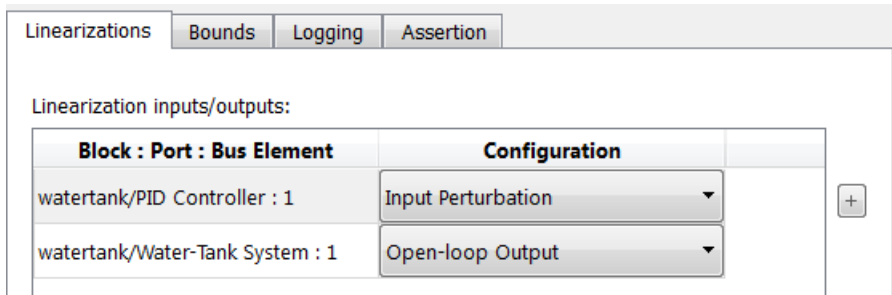 Linearizations Bounds Logging Assertion
Linearization inputs/outputs:
Block : Port : Bus Element Configuration
watertank/PID Controller : 1 Input Perturbation +
watertank/Water-Tank System : 1 Open-loop Output